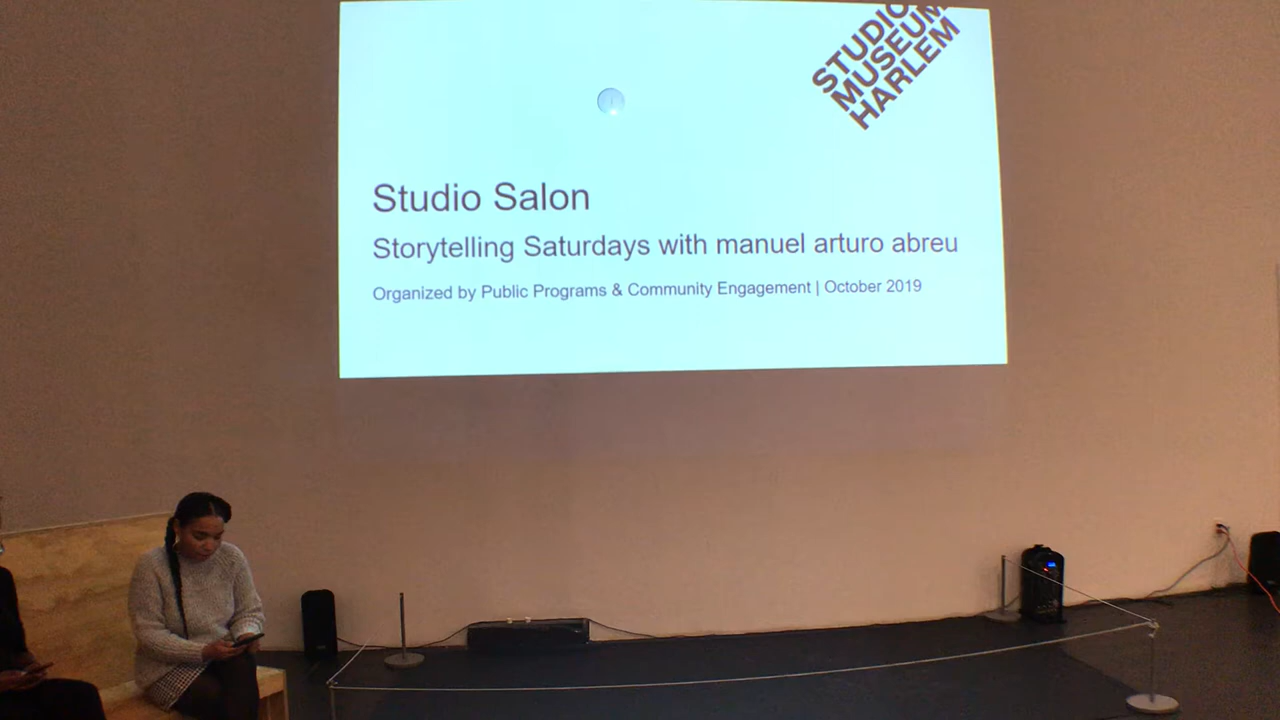 STUDIO
MUSEUM
HARLEM
Studio Salon
Storytelling Saturdays with manuel arturo abreu
Organized by Public Programs & Community Engagement | October 2019